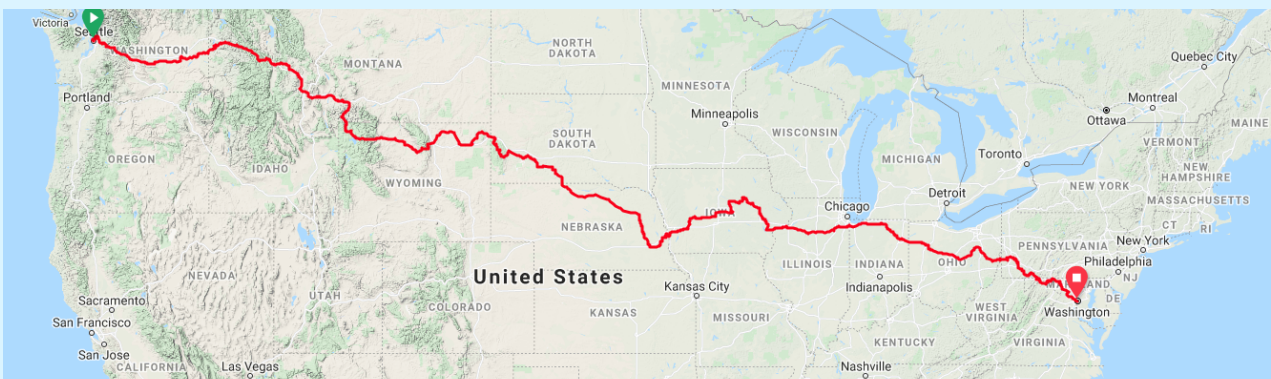 Victoria
Seattle
WASHINGTON
MONTANA
NORTH
DAKOTA
MINNESOTA
Quebec City
Portland
Minneapolis
WISCONSIN
Ottawa
Montreal
MAINE
OREGON
SOUTH
DAKOTA
MICHIGAN
Toronto
VERMONT
IDAHO
WYOMING
NEW
HAMPSHIRE
NEW YORK
MASSACHUSETTS
Detroit
Chicago
IOWA
NEBRASKA
CT
RI
PENNSYLVANIA
New York
OHIO
ILLINOIS
INDIANA
Philadelphia
NEVADA
United States
Indianapolis
NJ
MARYLAND
UTAH
Kansas City
DE
Sacramento
COLORADO
WEST
VIRGINIA
Washington
San Francisco
KANSAS
MISSOURI
San Jose
KENTUCKY
VIRGINIA
CALIFORNIA
Las Vegas
Nashville